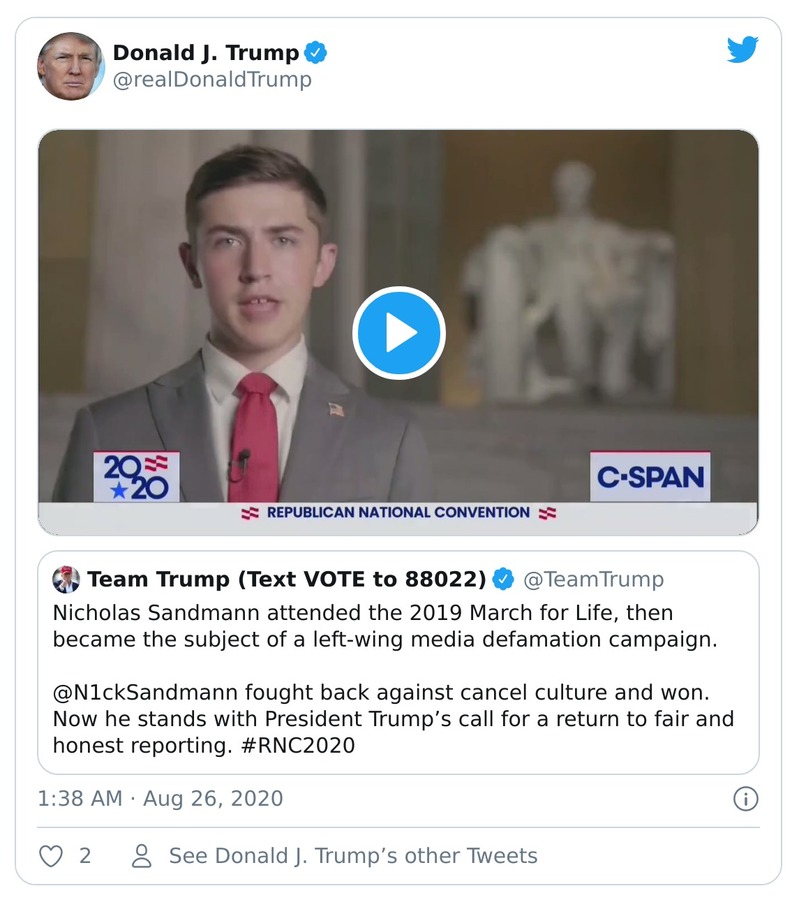 Donald J. Trump
@realDonaldTrump
20
20
C-SPAN
REPUBLICAN NATIONAL CONVENTION
Team Trump (Text VOTE to 88022) @TeamTrump
Nicholas Sandmann attended the 2019 March for Life, then
became the subject of a left-wing media defamation campaign.
@N1ckSandmann fought back against cancel culture and won.
Now he stands with President Trump’s call for a return to fair and
honest reporting. #RNC2020
1:38 AM · Aug 26, 2020
2
See Donald J. Trump’s other Tweets